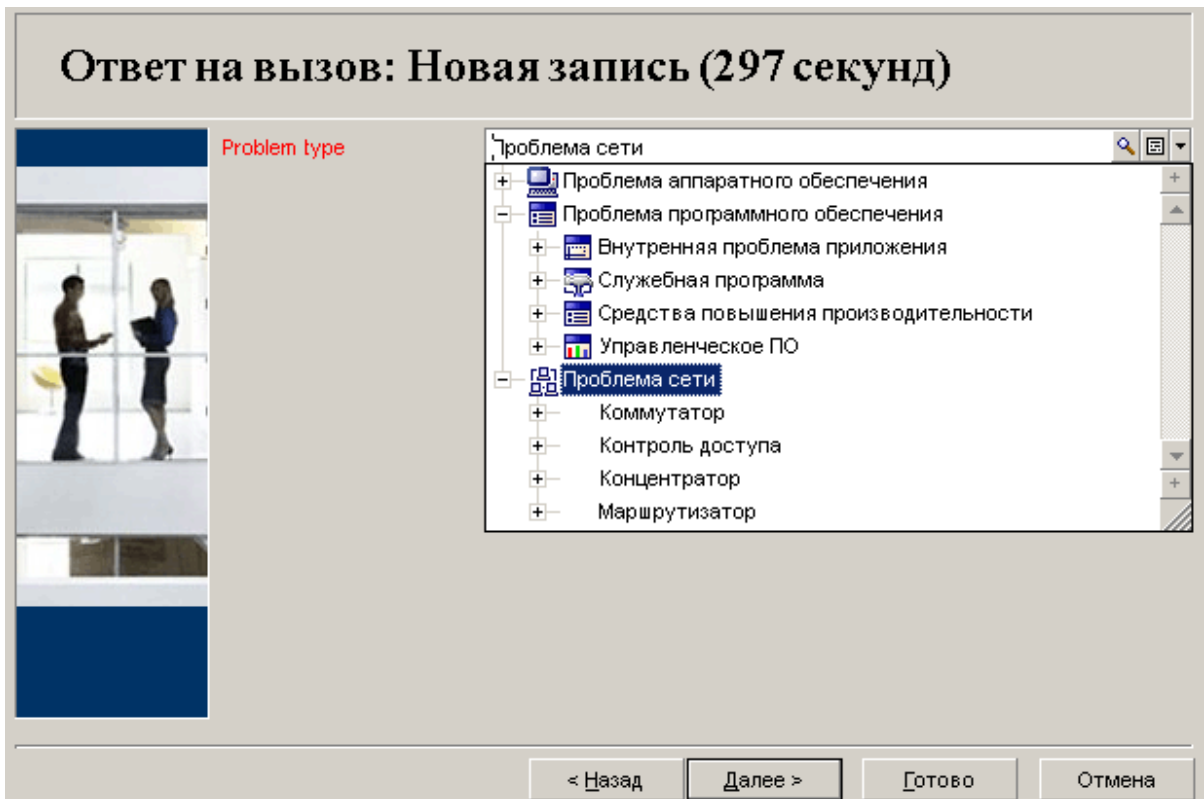 Ответ на вызов: Новая запись (297 секунд)
Problem type
Проблема сети
Проблема аппаратного обеспечения
Проблема программного обеспечения
Внутренняя проблема приложения
Служебная программа
Средства повышения производительности
Управленческое ПО
Проблема сети
Коммутатор
Контроль доступа
Концентратор
Маршрутизатор
< Назад Далее > Готово Отмена